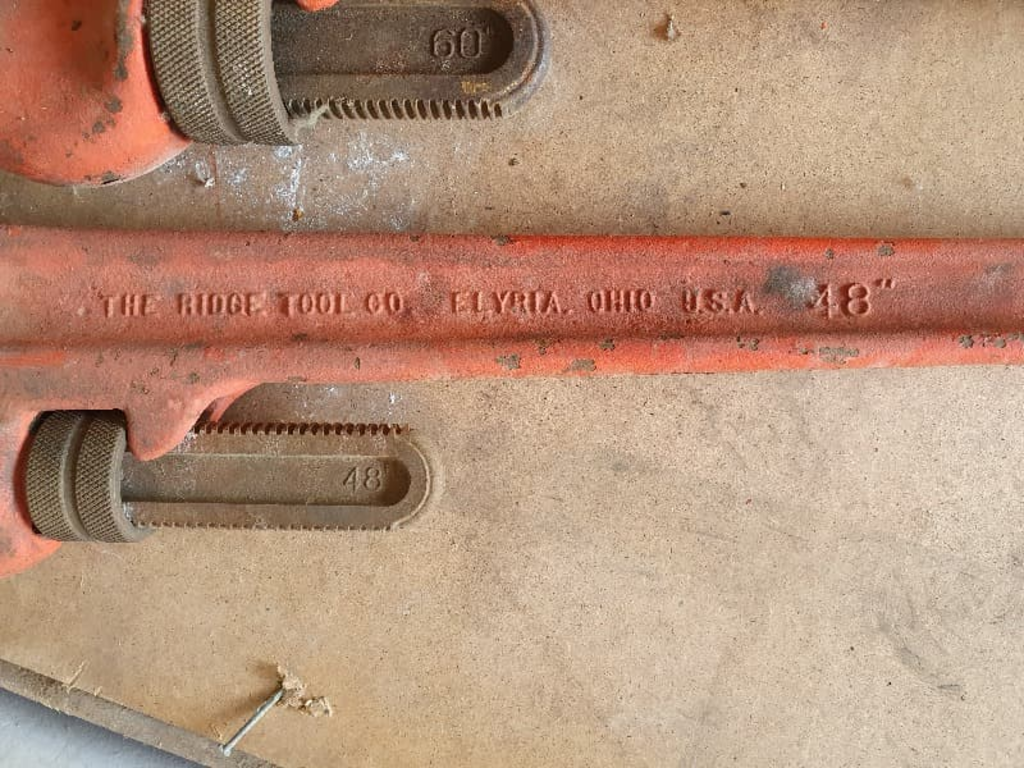 60
THE RIDGE TOOL CO. ELYRIA, OHIO U.S.A. 48"
48